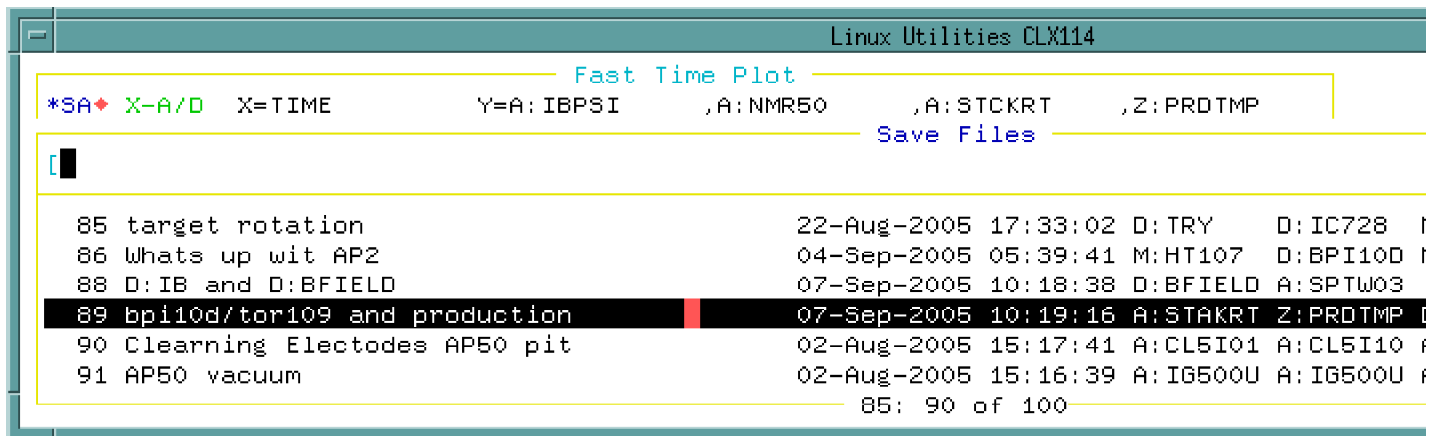 Linux Utilities CLX114
Fast Time Plot
*SA♦ X-A/D X=TIME Y=A:IBPSI ,A:NMR50 ,A:STCKRT ,Z:PRDTMP
Save Files
[
85 target rotation 22-Aug-2005 17:33:02 D:TRY D:IC728
86 Whats up wit AP2 04-Sep-2005 05:39:41 M:HT107 D:BPI10D
88 D:IB and D:BFIELD 07-Sep-2005 10:18:38 D:BFIELD A:SPTW03
89 bpi10d/tor109 and production 07-Sep-2005 10:19:16 A:STAKRT Z:PRDTMP
90 Clearning Electodes AP50 pit 02-Aug-2005 15:17:41 A:CL5I01 A:CL5I10
91 AP50 vacuum 02-Aug-2005 15:16:39 A:IG500U A:IG500U
85: 90 of 100